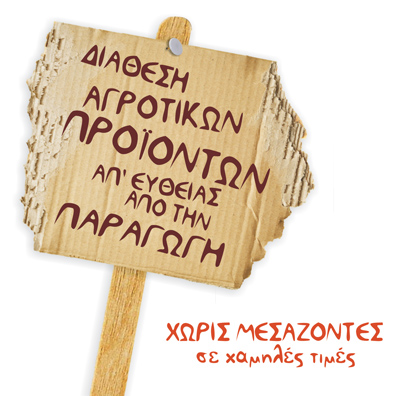 ΔΙΑΘΕΣΗ
ΑΓΡΟΤΙΚΩΝ
ΠΡΟΪΟΝΤΩΝ
ΑΠ' ΕΥΘΕΙΑΣ
ΑΠΟ ΤΗΝ
ΠΑΡΑΓΩΓΗ
ΧΩΡΙΣ ΜΕΣΑΖΟΝΤΕΣ
σε χαμηλές τιμές